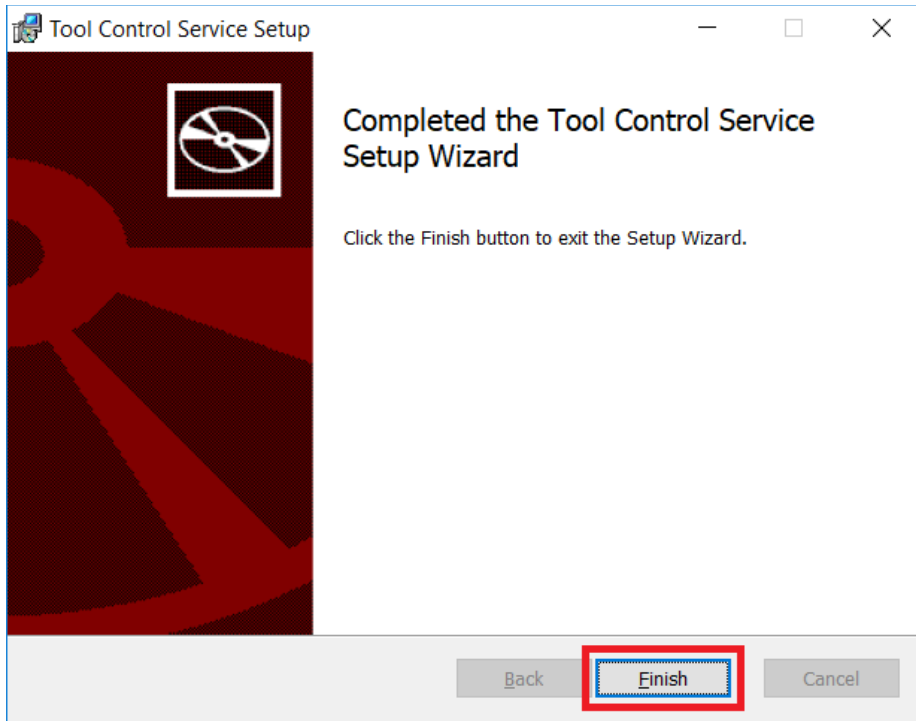 Tool Control Service Setup
Completed the Tool Control Service
Setup Wizard
Click the Finish button to exit the Setup Wizard.
Back
Finish
Cancel